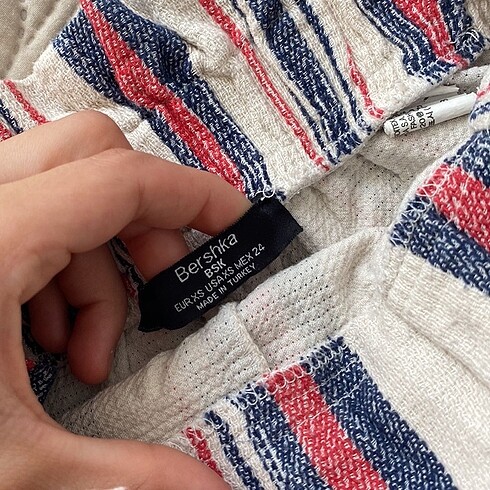 Bershka
BSK
EUR XS USA XS MEX 24
MADE IN TURKEY